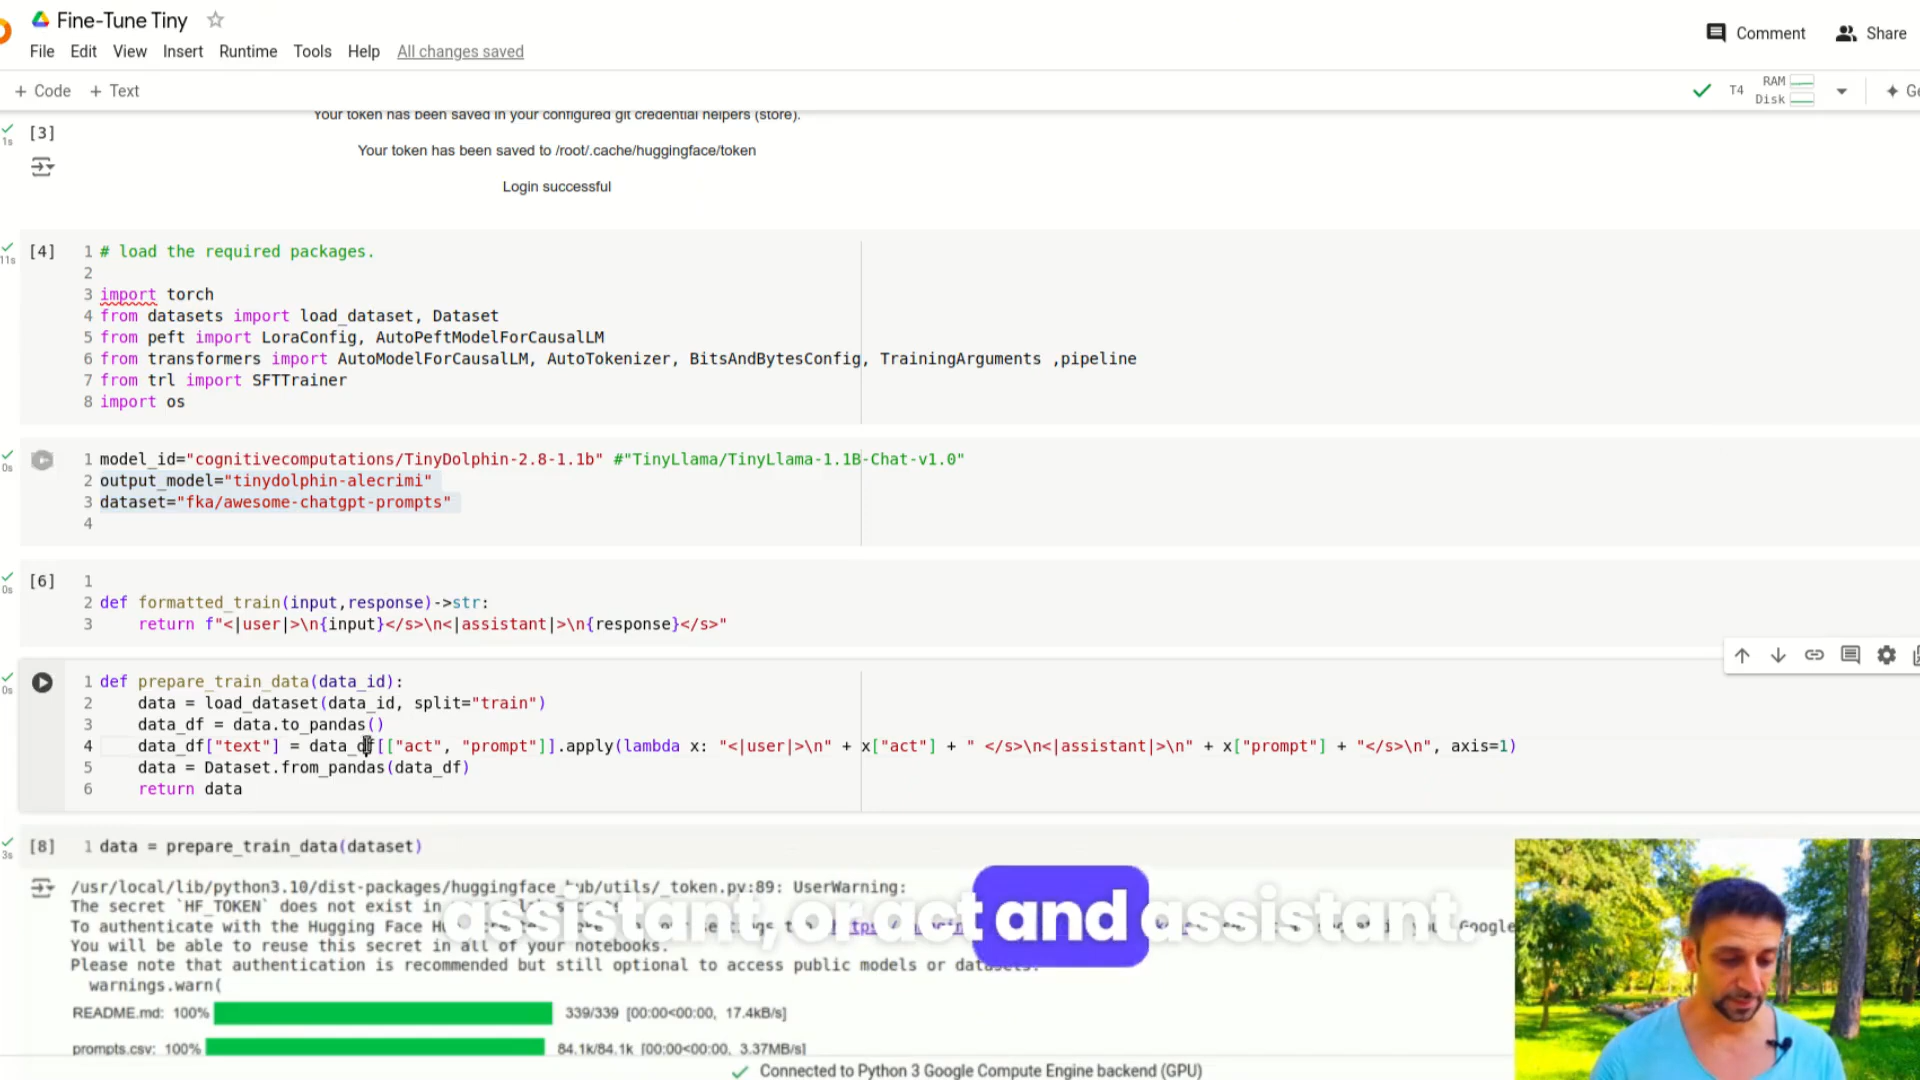 Fine-Tune Tiny
File Edit View Insert Runtime Tools Help All changes saved
Comment Share
+ Code + Text
T4 RAM Disk
Your token has been saved in your configured git credential helpers (store).
1s [3]
Your token has been saved to /root/.cache/huggingface/token
Login successful
11s [4]
1 # load the required packages.
2
3 import torch
4 from datasets import load_dataset, Dataset
5 from peft import LoraConfig, AutoPeftModelForCausalLM
6 from transformers import AutoModelForCausalLM, AutoTokenizer, BitsAndBytesConfig, TrainingArguments ,pipeline
7 from trl import SFTTrainer
8 import os
0s
1 model_id="cognitivecomputations/TinyDolphin-2.8-1.1b" #"TinyLlama/TinyLlama-1.1B-Chat-v1.0"
2 output_model="tinydolphin-alecrimi"
3 dataset="fka/awesome-chatgpt-prompts"
4
0s [6]
1
2 def formatted_train(input,response)->str:
3     return f"<|user|>\n{input}</s>\n<|assistant|>\n{response}</s>"
0s
1 def prepare_train_data(data_id):
2     data = load_dataset(data_id, split="train")
3     data_df = data.to_pandas()
4     data_df["text"] = data_df[["act", "prompt"]].apply(lambda x: "<|user|>\n" + x["act"] + " </s>\n<|assistant|>\n" + x["prompt"] + "</s>\n", axis=1)
5     data = Dataset.from_pandas(data_df)
6     return data
3s [8]
1 data = prepare_train_data(dataset)
/usr/local/lib/python3.10/dist-packages/huggingface_hub/utils/_token.py:89: UserWarning:
The secret `HF_TOKEN` does not exist in
assistant, or act and assistant.
To authenticate with the Hugging Face Google
You will be able to reuse this secret in all of your notebooks.
Please note that authentication is recommended but still optional to access public models or datasets.
warnings.warn(
README.md: 100% 339/339 [00:00<00:00, 17.4kB/s]
prompts.csv: 100% 84.1k/84.1k [00:00<00:00, 3.37MB/s]
Connected to Python 3 Google Compute Engine backend (GPU)